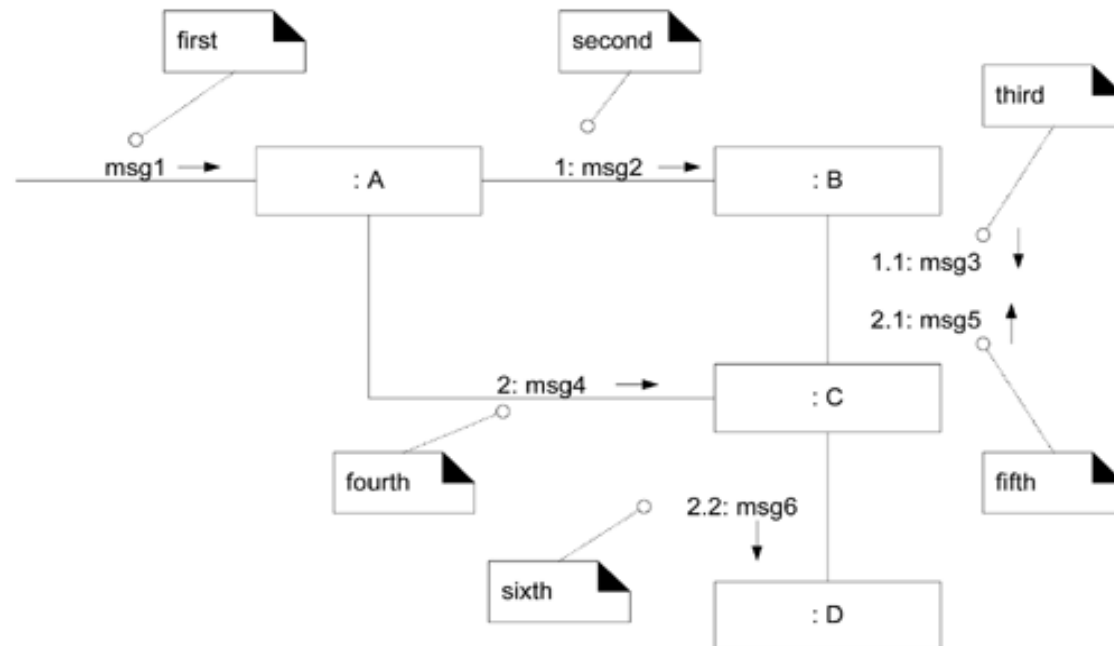 first
second
third
msg1
: A
1: msg2
: B
1.1: msg3
2.1: msg5
2: msg4
: C
fourth
fifth
2.2: msg6
sixth
: D